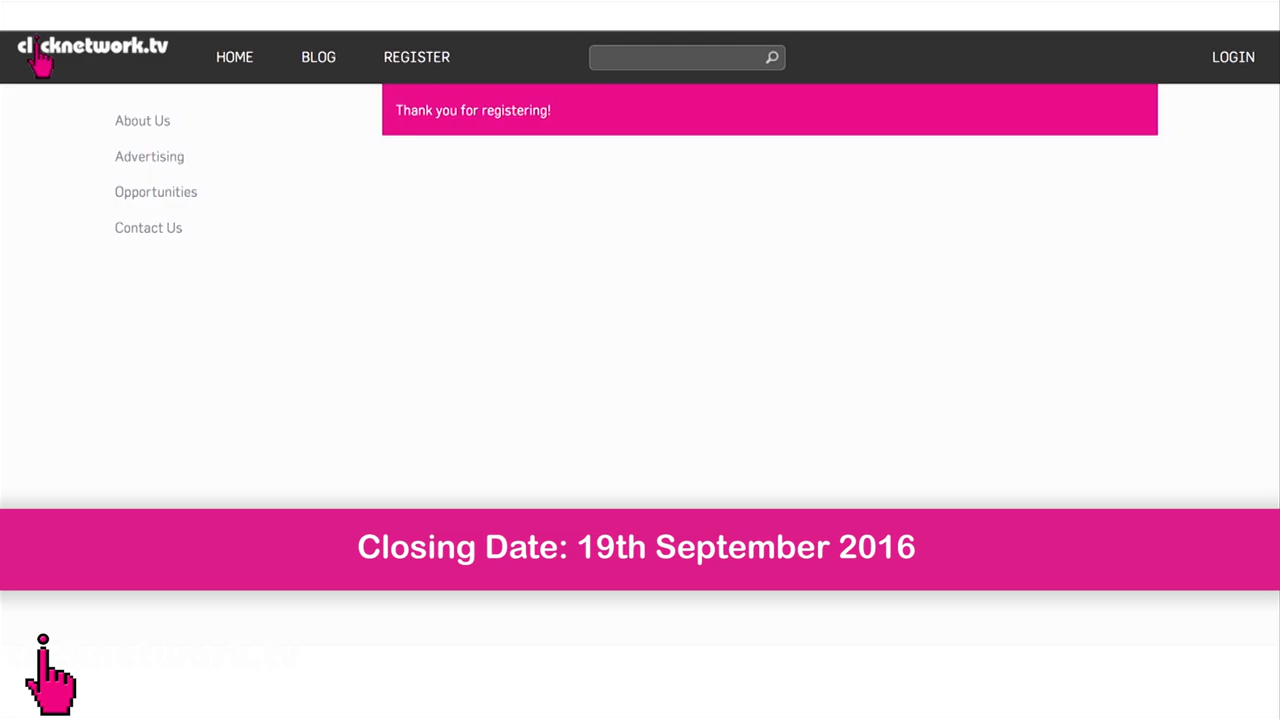 clicknetwork.tv
HOME BLOG REGISTER LOGIN
Thank you for registering!
About Us
Advertising
Opportunities
Contact Us
Closing Date: 19th September 2016